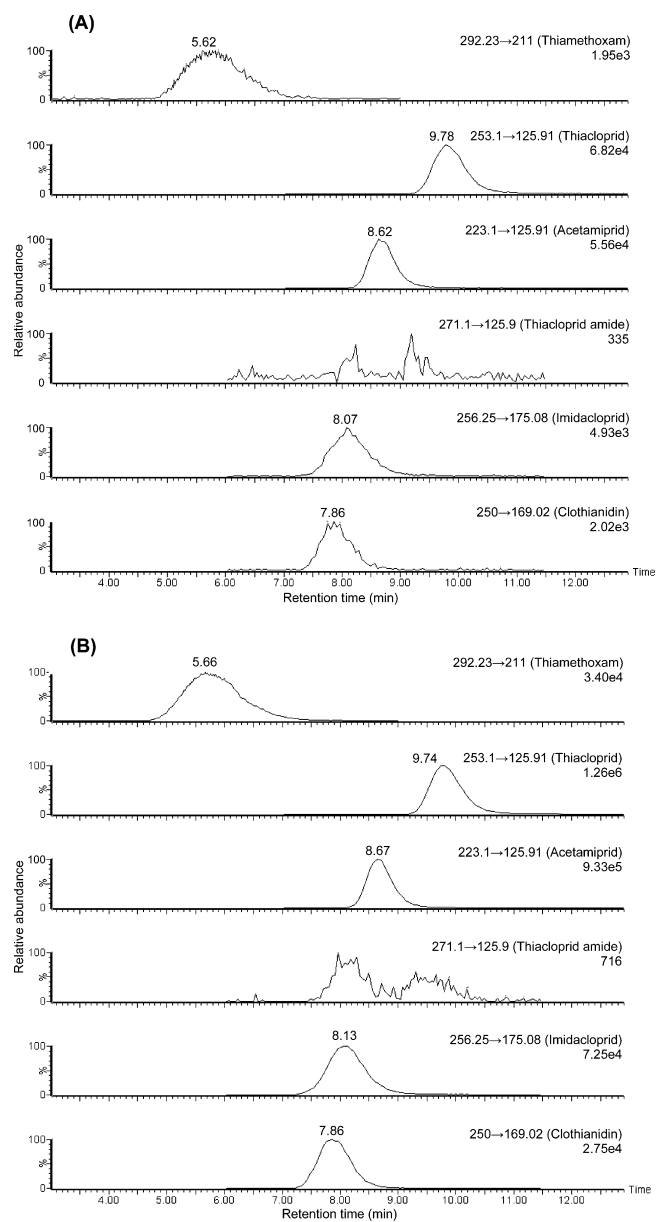 (A)
5.62
292.23→211 (Thiamethoxam)
1.95e3
100
%
0
9.78
253.1→125.91 (Thiacloprid)
6.82e4
100
%
0
8.62
223.1→125.91 (Acetamiprid)
5.56e4
100
%
0
Relative abundance
271.1→125.9 (Thiacloprid amide)
335
100
%
0
8.07
256.25→175.08 (Imidacloprid)
4.93e3
100
%
0
7.86
250→169.02 (Clothianidin)
2.02e3
100
%
0
Time
4.00 5.00 6.00 7.00 8.00 9.00 10.00 11.00 12.00
Retention time (min)
(B)
5.66
292.23→211 (Thiamethoxam)
3.40e4
100
%
0
9.74
253.1→125.91 (Thiacloprid)
1.26e6
100
%
0
8.67
223.1→125.91 (Acetamiprid)
9.33e5
100
%
0
Relative abundance
271.1→125.9 (Thiacloprid amide)
716
100
%
0
8.13
256.25→175.08 (Imidacloprid)
7.25e4
100
%
0
7.86
250→169.02 (Clothianidin)
2.75e4
100
%
0
Time
4.00 5.00 6.00 7.00 8.00 9.00 10.00 11.00 12.00
Retention time (min)